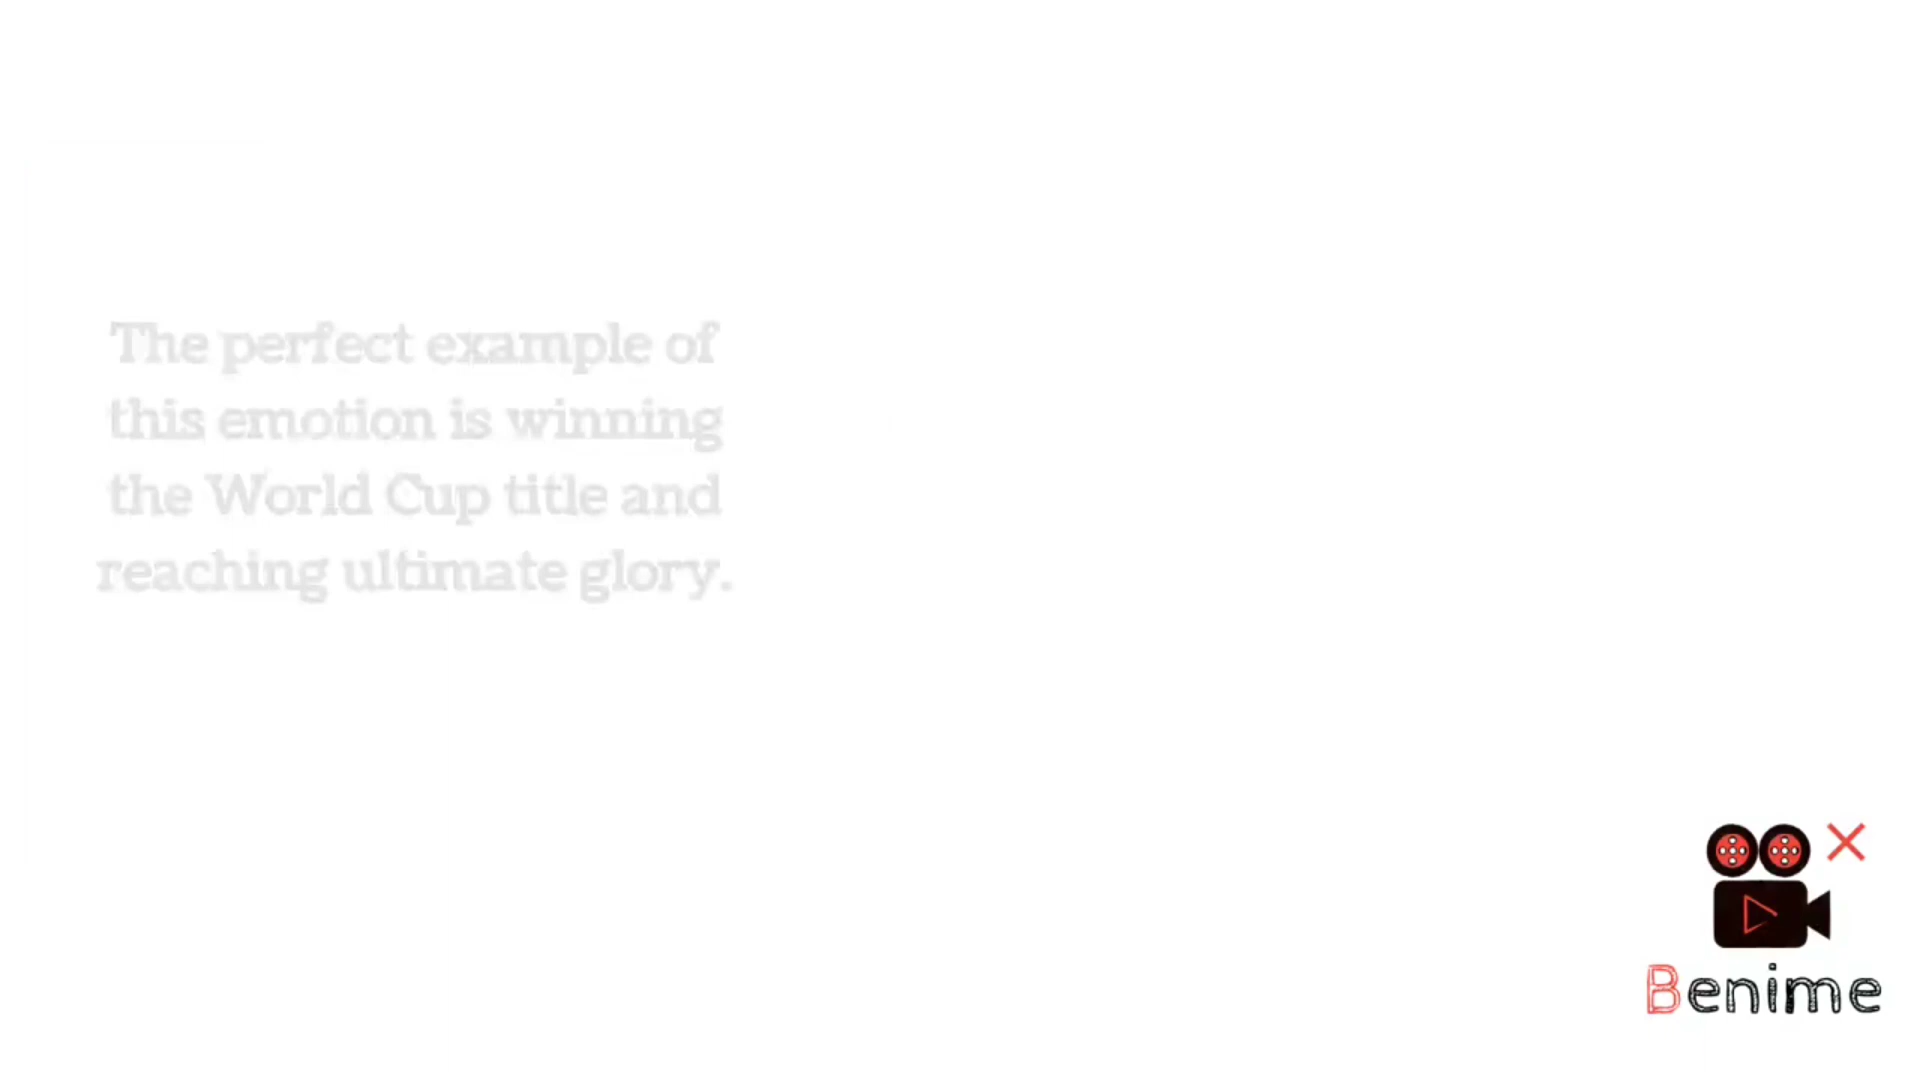 The perfect example of
this emotion is winning
the World Cup title and
reaching ultimate glory.
Benime